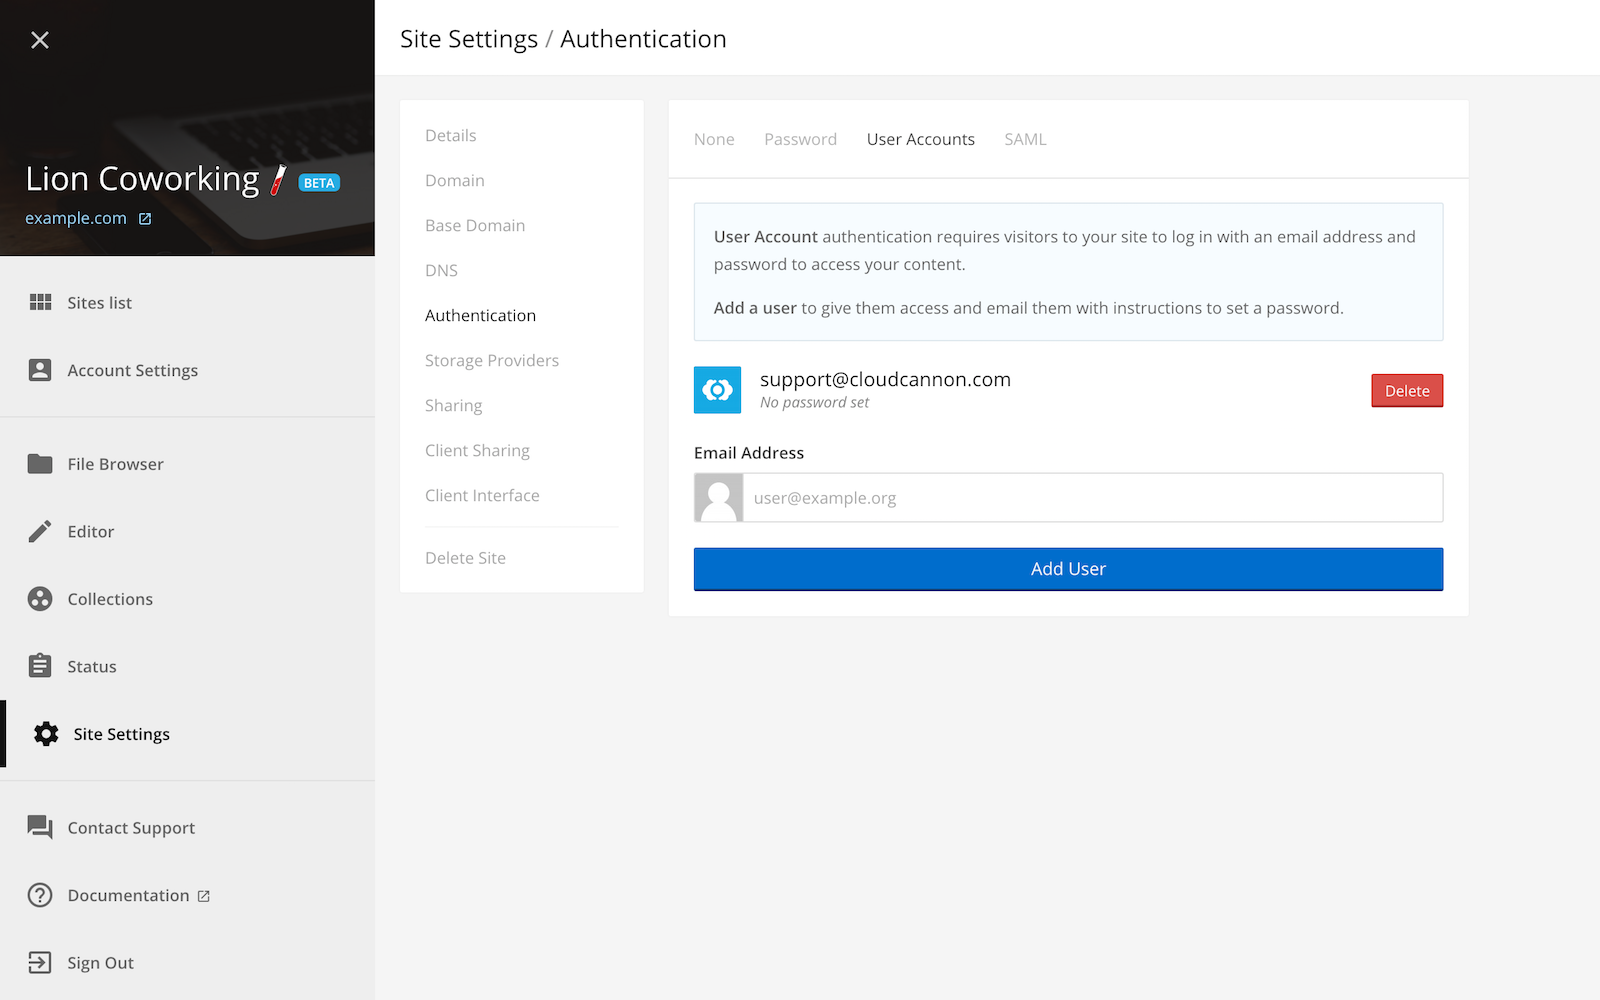 Lion Coworking BETA
example.com
Sites list
Account Settings
File Browser
Editor
Collections
Status
Site Settings
Contact Support
Documentation
Sign Out
Site Settings / Authentication
Details
Domain
Base Domain
DNS
Authentication
Storage Providers
Sharing
Client Sharing
Client Interface
Delete Site
None Password User Accounts SAML
User Account authentication requires visitors to your site to log in with an email address and
password to access your content.
Add a user to give them access and email them with instructions to set a password.
support@cloudcannon.com
No password set
Delete
Email Address
user@example.org
Add User